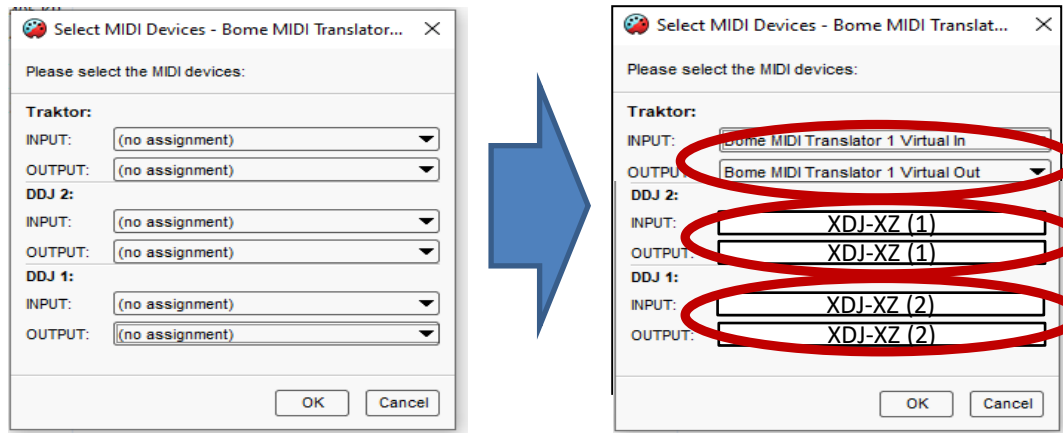 Select MIDI Devices - Bome MIDI Translator...
Please select the MIDI devices:
Traktor:
INPUT: (no assignment)
OUTPUT: (no assignment)
DDJ 2:
INPUT: (no assignment)
OUTPUT: (no assignment)
DDJ 1:
INPUT: (no assignment)
OUTPUT: (no assignment)
OK Cancel
Select MIDI Devices - Bome MIDI Translat...
Please select the MIDI devices:
Traktor:
INPUT: Bome MIDI Translator 1 Virtual In
OUTPUT: Bome MIDI Translator 1 Virtual Out
DDJ 2:
INPUT: XDJ-XZ (1)
OUTPUT: XDJ-XZ (1)
DDJ 1:
INPUT: XDJ-XZ (2)
OUTPUT: XDJ-XZ (2)
OK Cancel